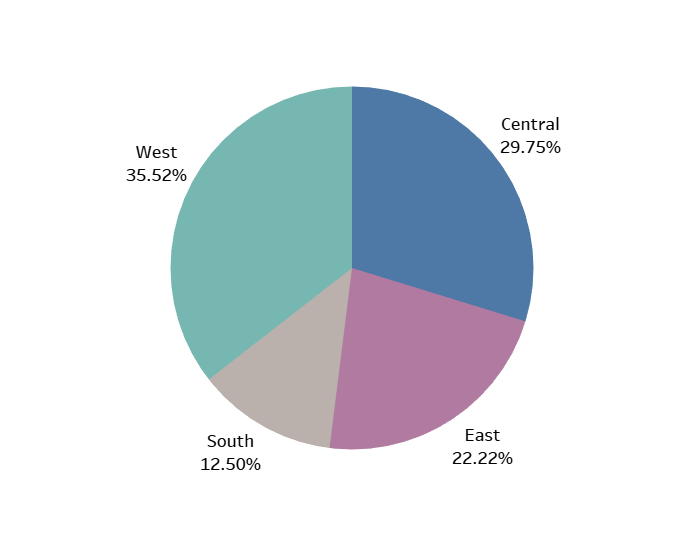 Central
29.75%
West
35.52%
East
22.22%
South
12.50%